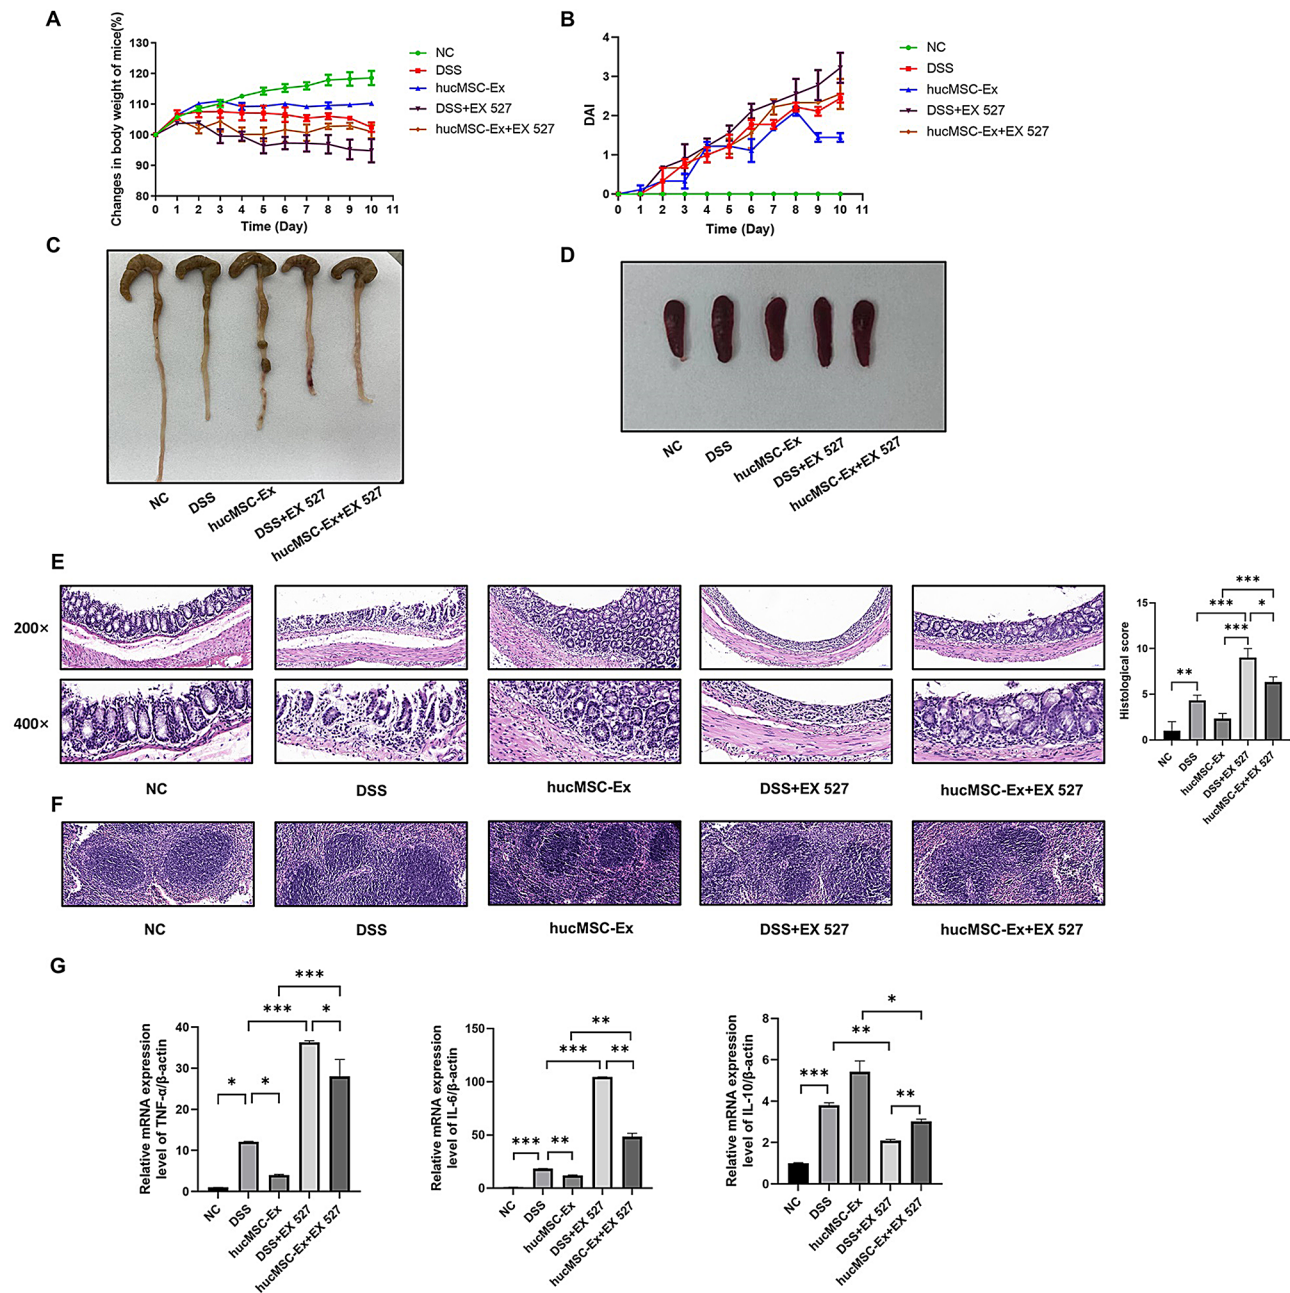 A
Changes in body weight of mice(%)
130
120
110
100
90
80
0 1 2 3 4 5 6 7 8 9 10 11
Time (Day)
NC
DSS
hucMSC-Ex
DSS+EX 527
hucMSC-Ex+EX 527
B
DAI
4
3
2
1
0
0 1 2 3 4 5 6 7 8 9 10 11
Time (Day)
NC
DSS
hucMSC-Ex
DSS+EX 527
hucMSC-Ex+EX 527
C
NC
DSS
hucMSC-Ex
DSS+EX 527
hucMSC-Ex+EX 527
D
NC
DSS
hucMSC-Ex
DSS+EX 527
hucMSC-Ex+EX 527
E
200×
400×
NC
DSS
hucMSC-Ex
DSS+EX 527
hucMSC-Ex+EX 527
Histological score
15
10
5
0
**
***
***
***
*
NC
DSS
hucMSC-Ex
DSS+EX 527
hucMSC-Ex+EX 527
F
NC
DSS
hucMSC-Ex
DSS+EX 527
hucMSC-Ex+EX 527
G
Relative mRNA expression
level of TNF-α/β-actin
40
30
20
10
0
*
*
***
***
*
NC
DSS
hucMSC-Ex
DSS+EX 527
hucMSC-Ex+EX 527
Relative mRNA expression
level of IL-6/β-actin
150
100
50
0
***
**
***
**
**
NC
DSS
hucMSC-Ex
DSS+EX 527
hucMSC-Ex+EX 527
Relative mRNA expression
level of IL-10/β-actin
8
6
4
2
0
***
**
*
**
NC
DSS
hucMSC-Ex
DSS+EX 527
hucMSC-Ex+EX 527